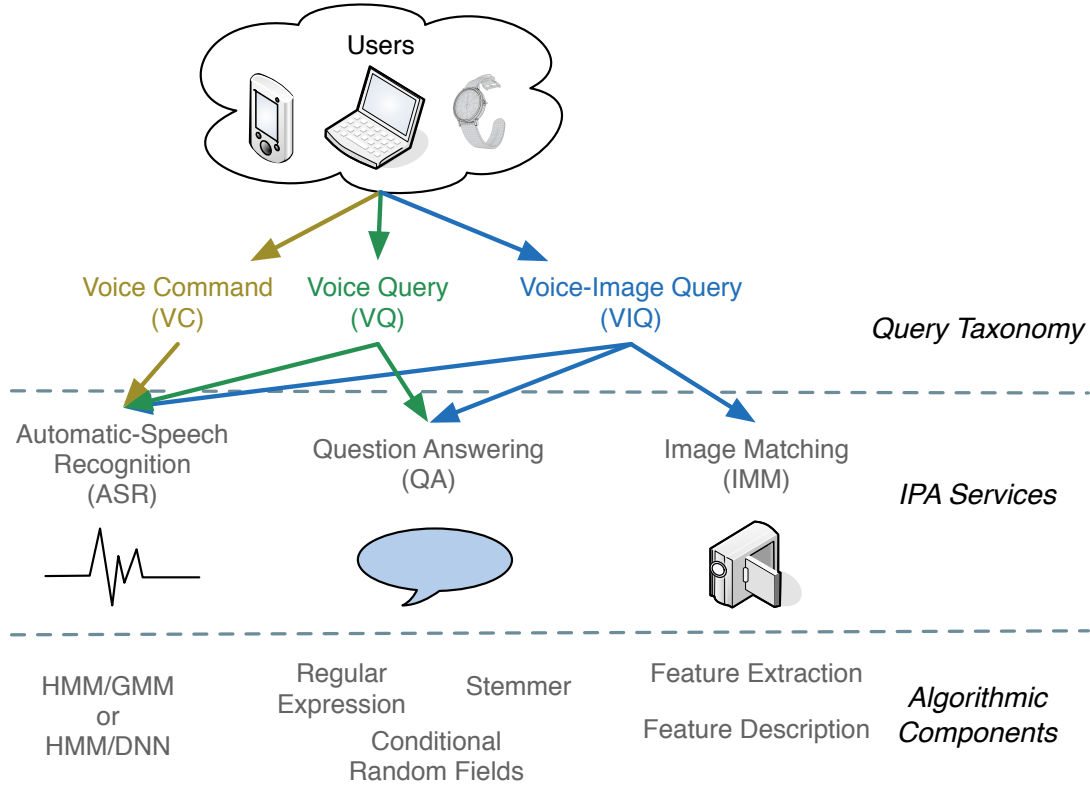 Users
Voice Command
(VC)
Voice Query
(VQ)
Voice-Image Query
(VIQ)
Query Taxonomy
Automatic-Speech
Recognition
(ASR)
Question Answering
(QA)
Image Matching
(IMM)
IPA Services
HMM/GMM
or
HMM/DNN
Regular
Expression
Stemmer
Conditional
Random Fields
Feature Extraction
Feature Description
Algorithmic
Components